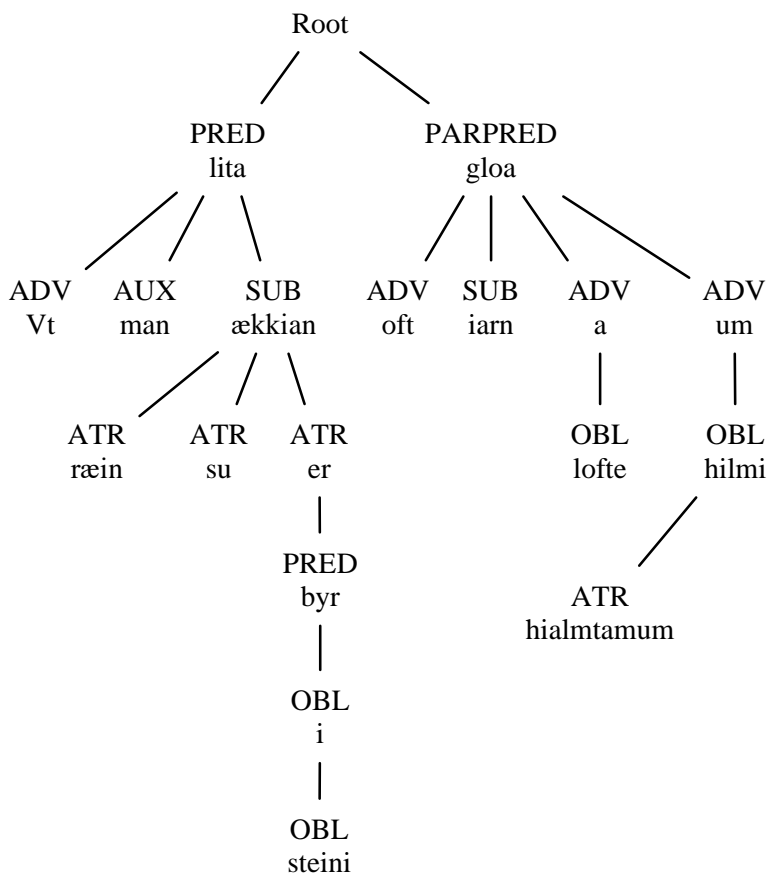 Root
PRED PARPRED
lita gloa
ADV AUX SUB ADV SUB ADV ADV
Vt man ækkian oft iarn a um
ATR ATR ATR OBL OBL
ræin su er lofte hilmi
PRED
byr
ATR
hialmtamum
OBL
i
OBL
steini